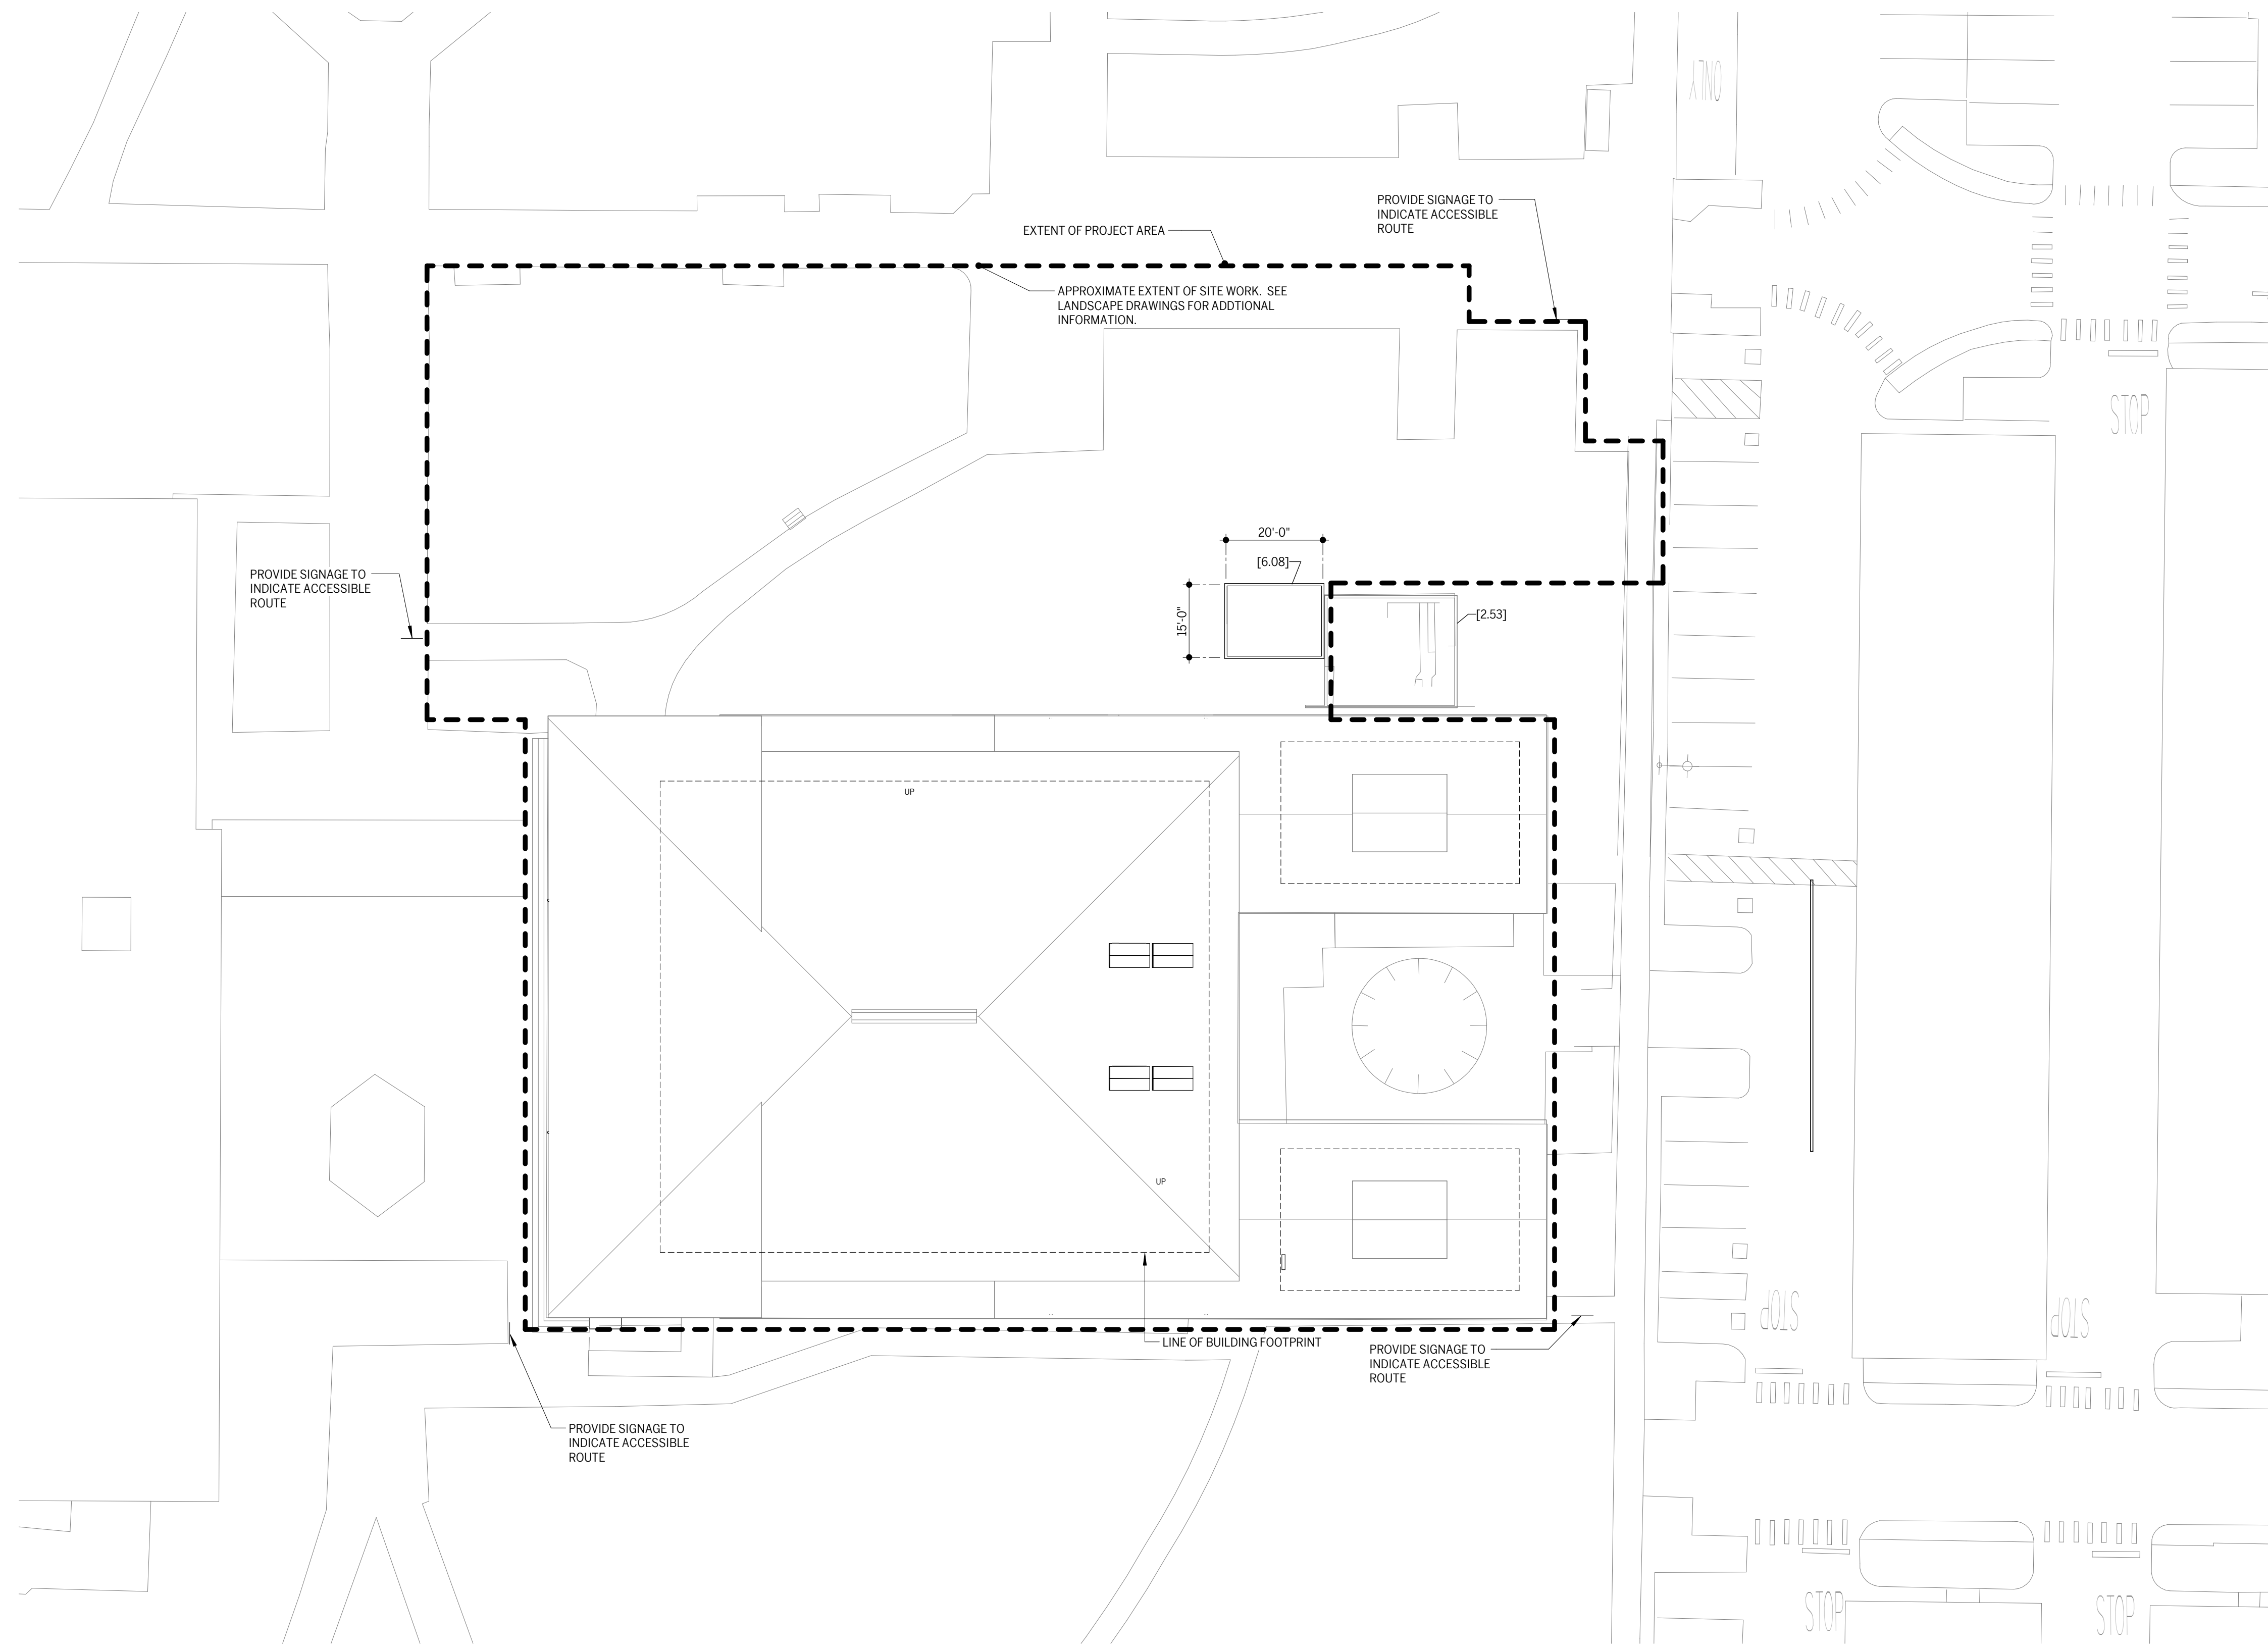 ONLY
PROVIDE SIGNAGE TO
INDICATE ACCESSIBLE
ROUTE
EXTENT OF PROJECT AREA
APPROXIMATE EXTENT OF SITE WORK.  SEE
LANDSCAPE DRAWINGS FOR ADDTIONAL
INFORMATION.
STOP
20'-0"
[6.08]
PROVIDE SIGNAGE TO
INDICATE ACCESSIBLE
ROUTE
15'-0"
[2.53]
UP
UP
STOP
STOP
LINE OF BUILDING FOOTPRINT
PROVIDE SIGNAGE TO
INDICATE ACCESSIBLE
ROUTE
PROVIDE SIGNAGE TO
INDICATE ACCESSIBLE
ROUTE
STOP
STOP